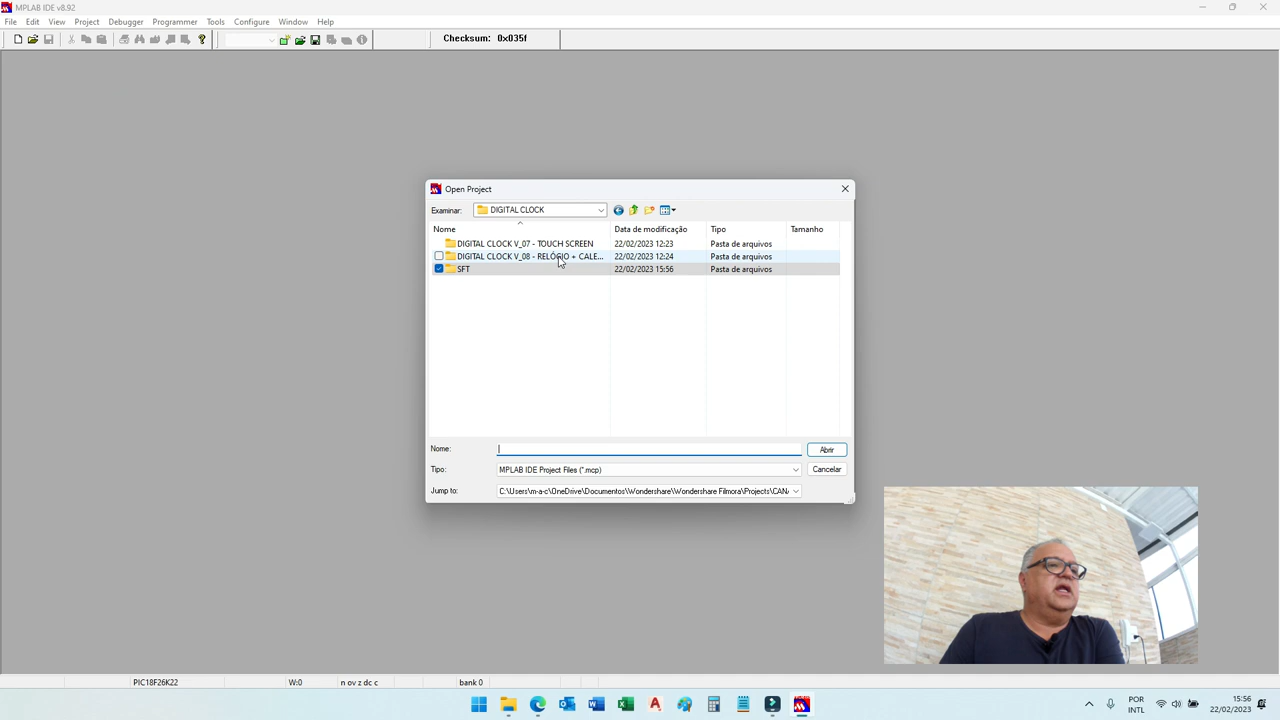 MPLAB IDE v8.92
File Edit View Project Debugger Programmer Tools Configure Window Help
Checksum: 0x035f
Open Project
Examinar: DIGITAL CLOCK
Nome Data de modificação Tipo Tamanho
DIGITAL CLOCK V_07 - TOUCH SCREEN 22/02/2023 12:23 Pasta de arquivos
DIGITAL CLOCK V_08 - RELÓGIO + CALE... 22/02/2023 12:24 Pasta de arquivos
SFT 22/02/2023 15:56 Pasta de arquivos
Nome: Abrir
Tipo: MPLAB IDE Project Files (*.mcp) Cancelar
Jump to: C:\Users\m-a-c\OneDrive\Documentos\Wondershare\Wondershare Filmora\Projects\CANA
PIC18F26K22 W:0 n ov z dc c bank 0
POR
INTL
15:56
22/02/2023